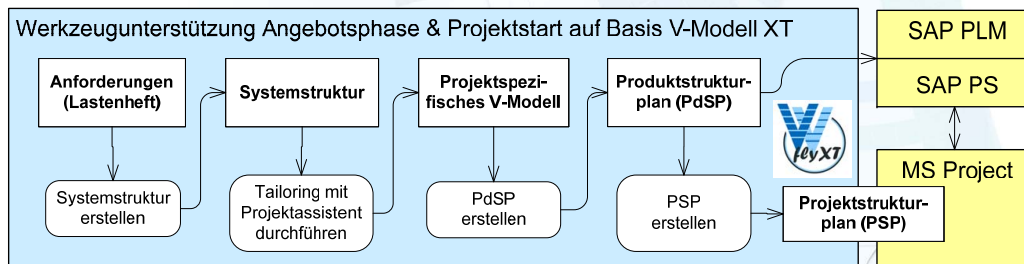 Werkzeugunterstützung Angebotsphase & Projektstart auf Basis V-Modell XT
Anforderungen
(Lastenheft)
Systemstruktur
Projektspezi-
fisches V-Modell
Produktstruktur-
plan (PdSP)
SAP PLM
SAP PS
flyXT
MS Project
Systemstruktur
erstellen
Tailoring mit
Projektassistent
durchführen
PdSP
erstellen
PSP
erstellen
Projektstruktur-
plan (PSP)